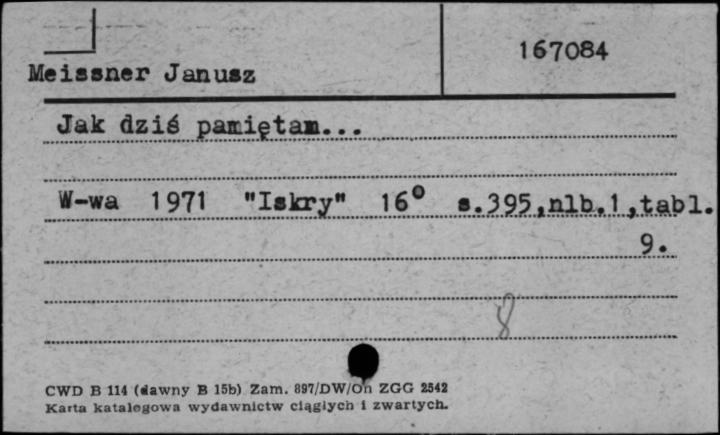 167084
Meissner Janusz
Jak dziś pamiętam...
W-wa 1971 "Iskry" 16° s.395,nlb.1,tabl.
9.
8
CWD B 114 (dawny B 15b) Zam. 897/DW/On ZGG 2542
Karta katalogowa wydawnictw ciągłych i zwartych.